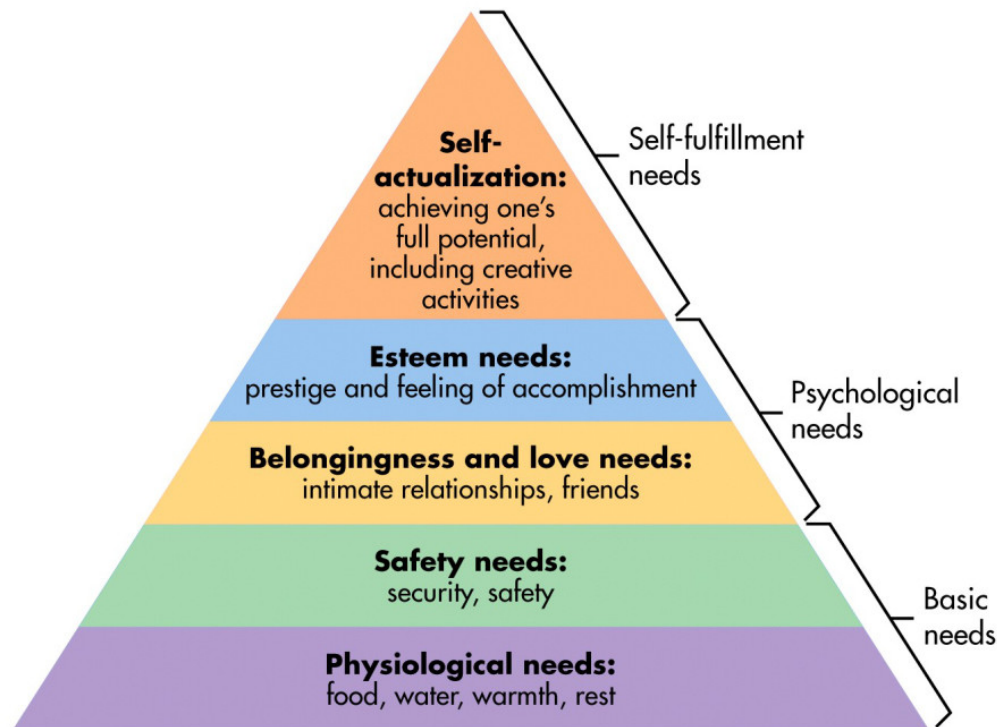 Self-
actualization:
achieving one's
full potential,
including creative
activities
Self-fulfillment
needs
Esteem needs:
prestige and feeling of accomplishment
Psychological
needs
Belongingness and love needs:
intimate relationships, friends
Safety needs:
security, safety
Basic
needs
Physiological needs:
food, water, warmth, rest